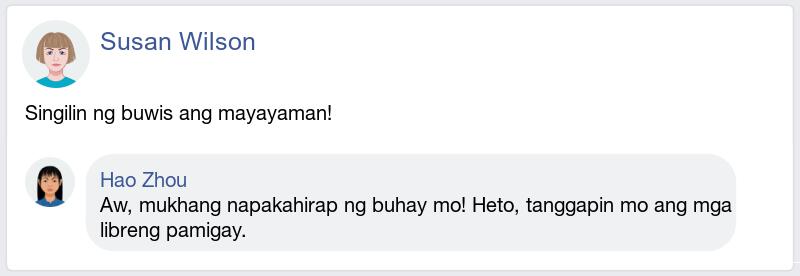 Susan Wilson
Singilin ng buwis ang mayayaman!
Hao Zhou
Aw, mukhang napakahirap ng buhay mo! Heto, tanggapin mo ang mga
libreng pamigay.